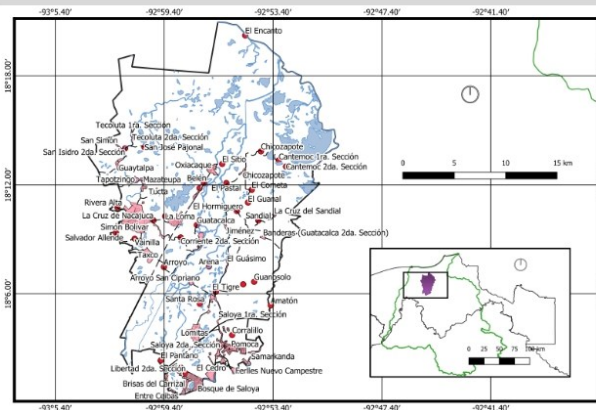 -93°5.40' -92°59.40' -92°53.40' -92°47.40' -92°41.40'
El Encanto
18°18.00'
Tecoluta 1ra. Sección
Tecoluta 2da. Sección
San Simón
San José Pajonal
San Isidro 2da. Sección
Chicozapote
Cantemoc 1ra. Sección
Cantemoc 2da. Sección
Oxiacaque
El Sitio
Guaytalpa
Chicozapote
0 5 10 15 km
Tapotzingo
Mazateupa
Belén
El Pastal
El Cometa
18°12.00'
Tucta
El Guanal
Rivera Alta
El Hormiguero
La Cruz del Sandial
La Cruz de Nacajuca
La Loma
Guatacalca
Sandial
Simón Bolívar
Jiménez
Banderas (Guatacalca 2da. Sección)
Salvador Allende
Vainilla
Corriente 2da. Sección
Taxco
El Guásimo
Arroyo
Arena
Arroyo San Cipriano
Guanosolo
El Tigre
18°6.00'
Santa Rosa
Amatón
Saloya 1ra. Sección
Lomitas
Corralillo
Saloya 2da. Sección
Pomoca
El Pantano
Samarkanda
Libertad 2da. Sección
El Cedro
Perlles Nuevo Campestre
Brisas del Carrizal
Bosque de Saloya
Entre Ceibas
0 25 50 75 100 km
-93°5.40' -92°59.40' -92°53.40' -92°47.40' -92°41.40'